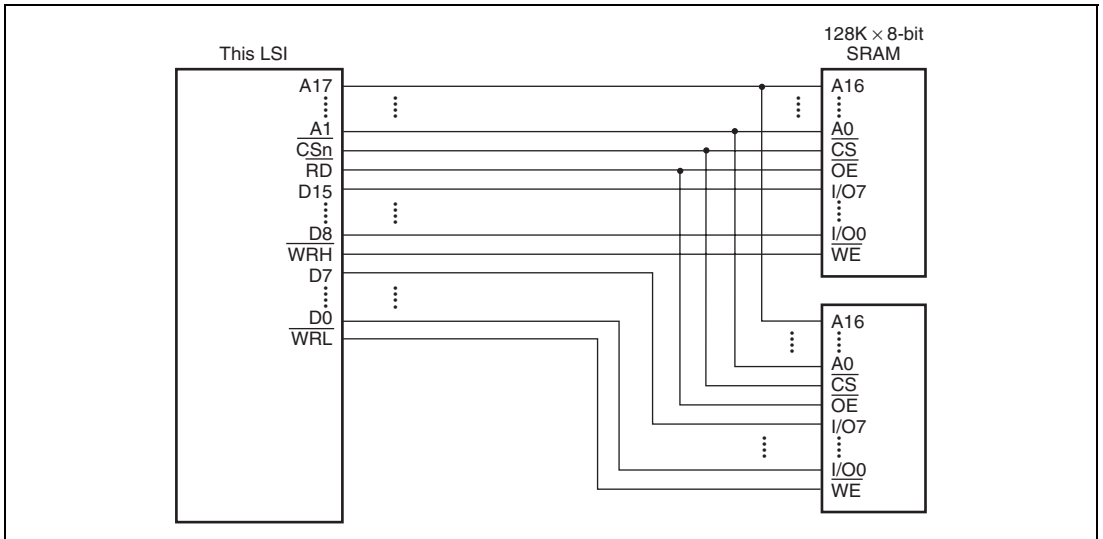 This LSI
A17
A1
CSn
RD
D15
D8
WRH
D7
D0
WRL
128K × 8-bit
SRAM
A16
A0
CS
OE
I/O7
I/O0
WE
A16
A0
CS
OE
I/O7
I/O0
WE